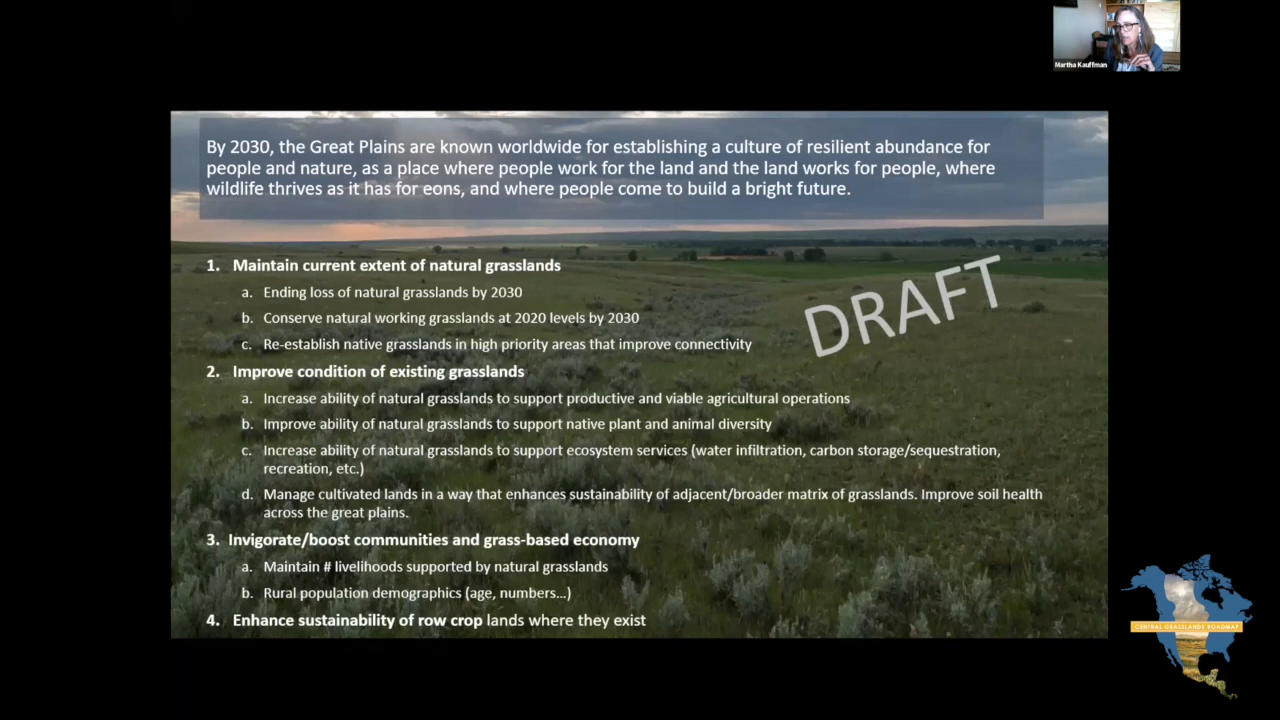 Martha Kauffman
By 2030, the Great Plains are known worldwide for establishing a culture of resilient abundance for
people and nature, as a place where people work for the land and the land works for people, where
wildlife thrives as it has for eons, and where people come to build a bright future.
DRAFT
1. Maintain current extent of natural grasslands
a. Ending loss of natural grasslands by 2030
b. Conserve natural working grasslands at 2020 levels by 2030
c. Re-establish native grasslands in high priority areas that improve connectivity
2. Improve condition of existing grasslands
a. Increase ability of natural grasslands to support productive and viable agricultural operations
b. Improve ability of natural grasslands to support native plant and animal diversity
c. Increase ability of natural grasslands to support ecosystem services (water infiltration, carbon storage/sequestration,
recreation, etc.)
d. Manage cultivated lands in a way that enhances sustainability of adjacent/broader matrix of grasslands. Improve soil health
across the great plains.
3. Invigorate/boost communities and grass-based economy
a. Maintain # livelihoods supported by natural grasslands
b. Rural population demographics (age, numbers…)
4. Enhance sustainability of row crop lands where they exist
CENTRAL GRASSLANDS ROADMAP